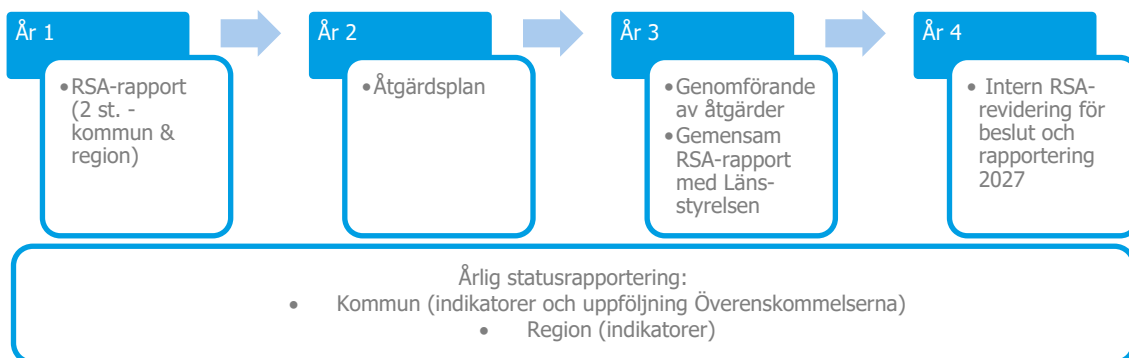 År 1
•RSA-rapport
(2 st. -
kommun &
region)
År 2
•Åtgärdsplan
År 3
•Genomförande
av åtgärder
•Gemensam
RSA-rapport
med Läns-
styrelsen
År 4
• Intern RSA-
revidering för
beslut och
rapportering
2027
Årlig statusrapportering:
• Kommun (indikatorer och uppföljning Överenskommelserna)
• Region (indikatorer)